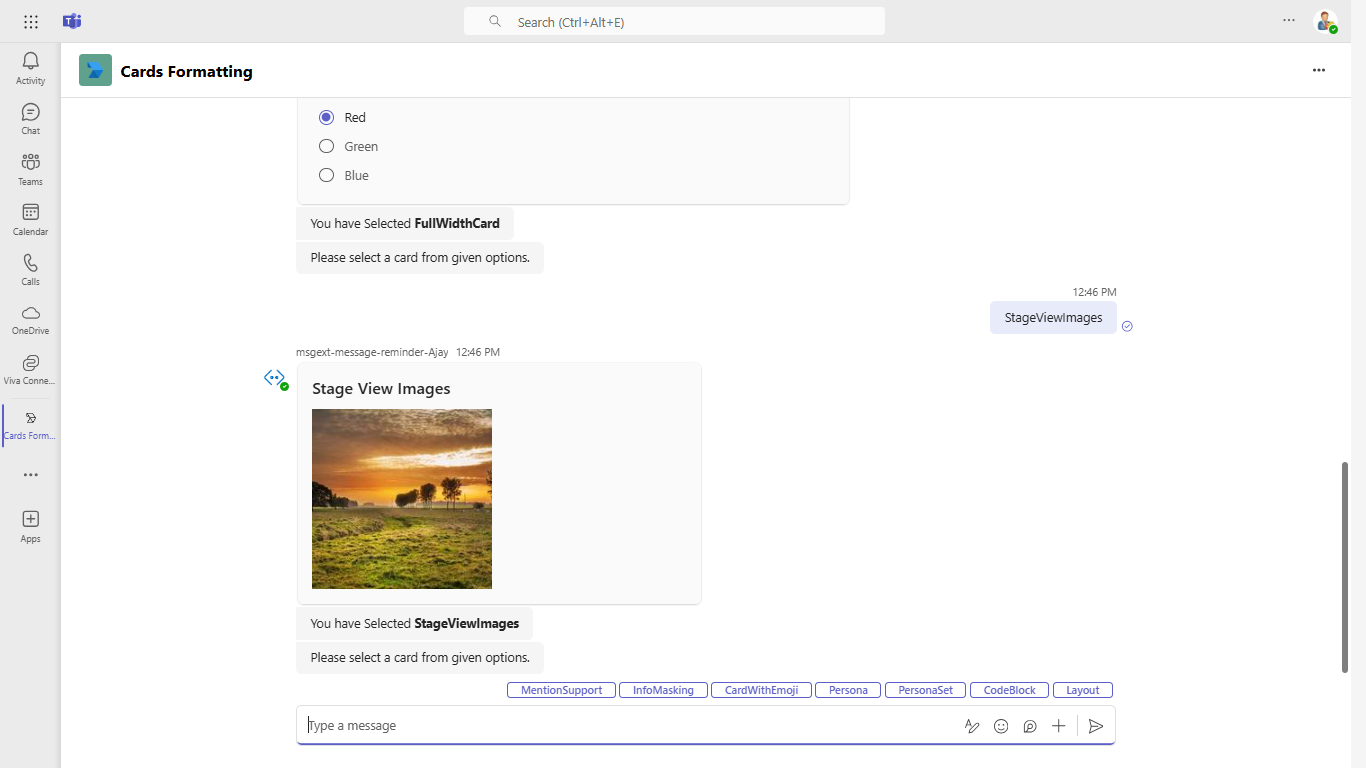 Search (Ctrl+Alt+E)
Activity
Chat
Teams
Calendar
Calls
OneDrive
Viva Conne...
Cards Form...
Apps
Cards Formatting
Red
Green
Blue
You have Selected FullWidthCard
Please select a card from given options.
12:46 PM
StageViewImages
msgext-message-reminder-Ajay 12:46 PM
Stage View Images
You have Selected StageViewImages
Please select a card from given options.
MentionSupport InfoMasking CardWithEmoji Persona PersonaSet CodeBlock Layout
Type a message